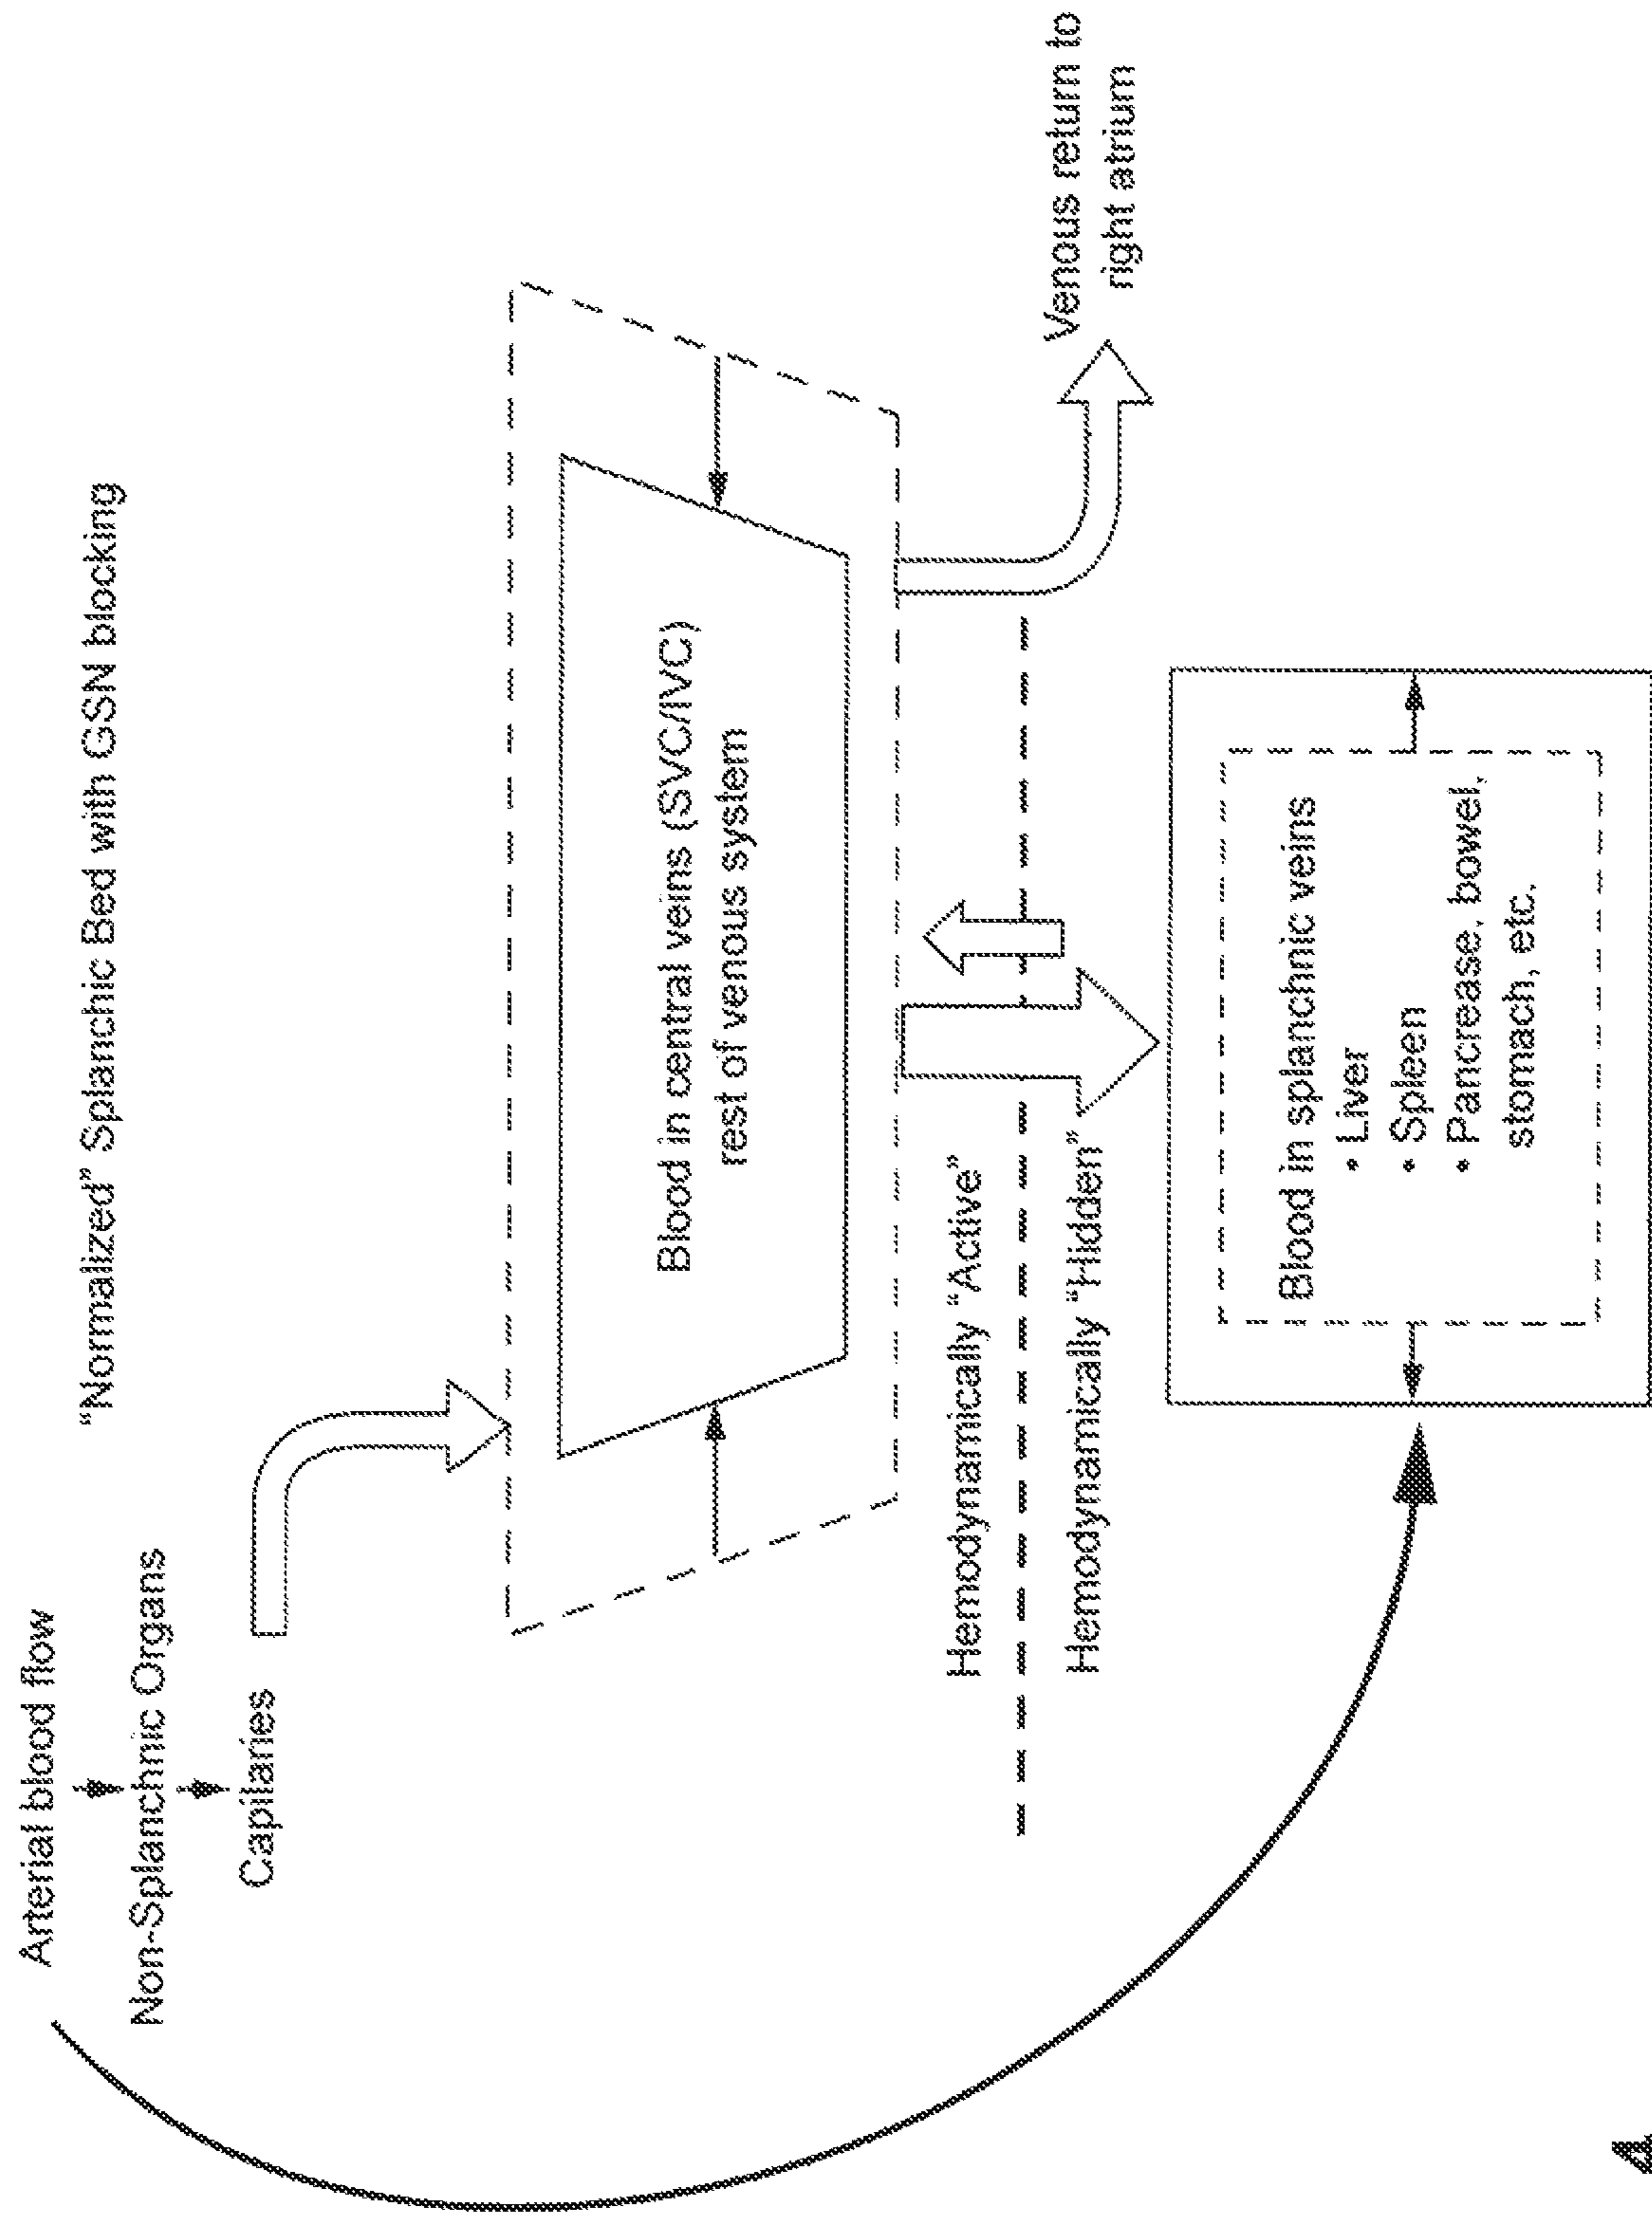 Arterial blood flow
Non-Splanchnic Organs
Capilaries
“Normalized” Splanchic Bed with GSN blocking
Blood in central veins (SVC/IVC)
rest of venous system
Hemodynamically “Active”
Hemodynamically “Hidden”
Venous return to
right atrium
Blood in splanchnic veins
• Liver
• Spleen
• Pancrease, bowel,
stomach, etc.